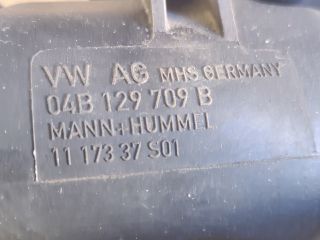 VW AG MHS GERMANY
04B 129 709 B
MANN+HUMMEL
11 173 37 S01